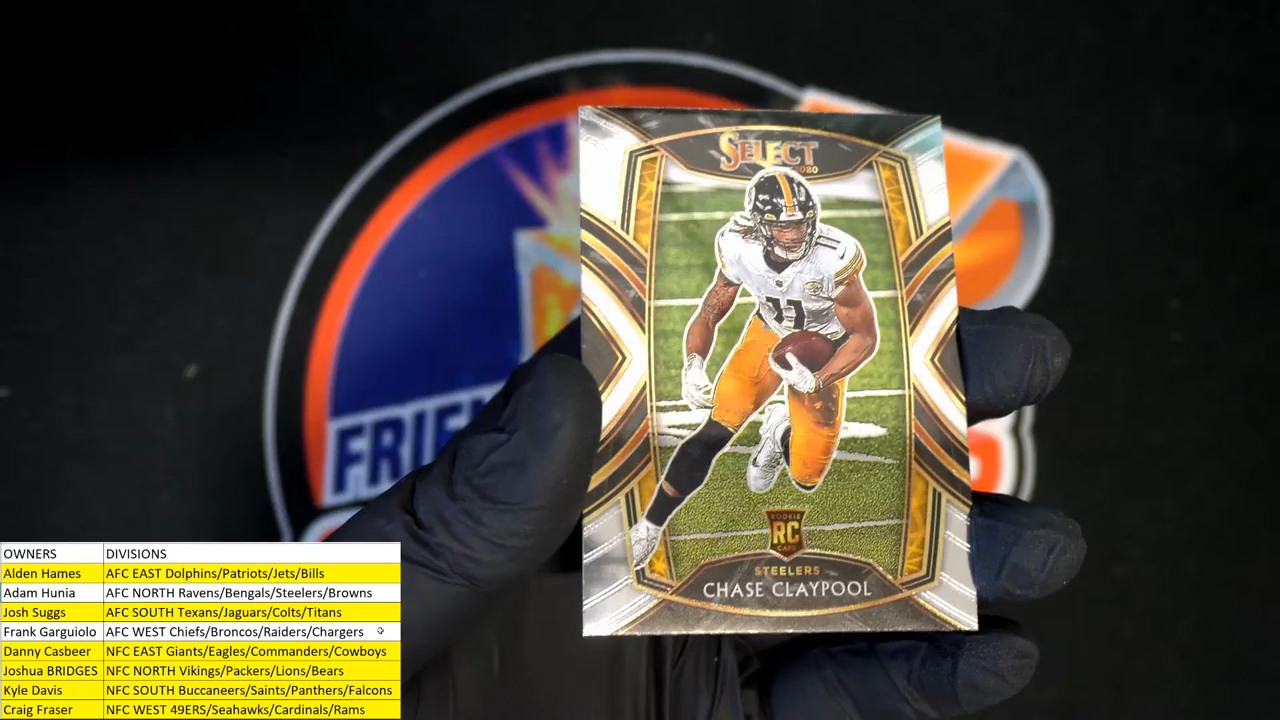 SELECT
2020
11
11
ROOKIE
RC
CARD
STEELERS
CHASE CLAYPOOL
OWNERS DIVISIONS
Alden Hames AFC EAST Dolphins/Patriots/Jets/Bills
Adam Hunia AFC NORTH Ravens/Bengals/Steelers/Browns
Josh Suggs AFC SOUTH Texans/Jaguars/Colts/Titans
Frank Garguiolo AFC WEST Chiefs/Broncos/Raiders/Chargers
Danny Casbeer NFC EAST Giants/Eagles/Commanders/Cowboys
Joshua BRIDGES NFC NORTH Vikings/Packers/Lions/Bears
Kyle Davis NFC SOUTH Buccaneers/Saints/Panthers/Falcons
Craig Fraser NFC WEST 49ERS/Seahawks/Cardinals/Rams